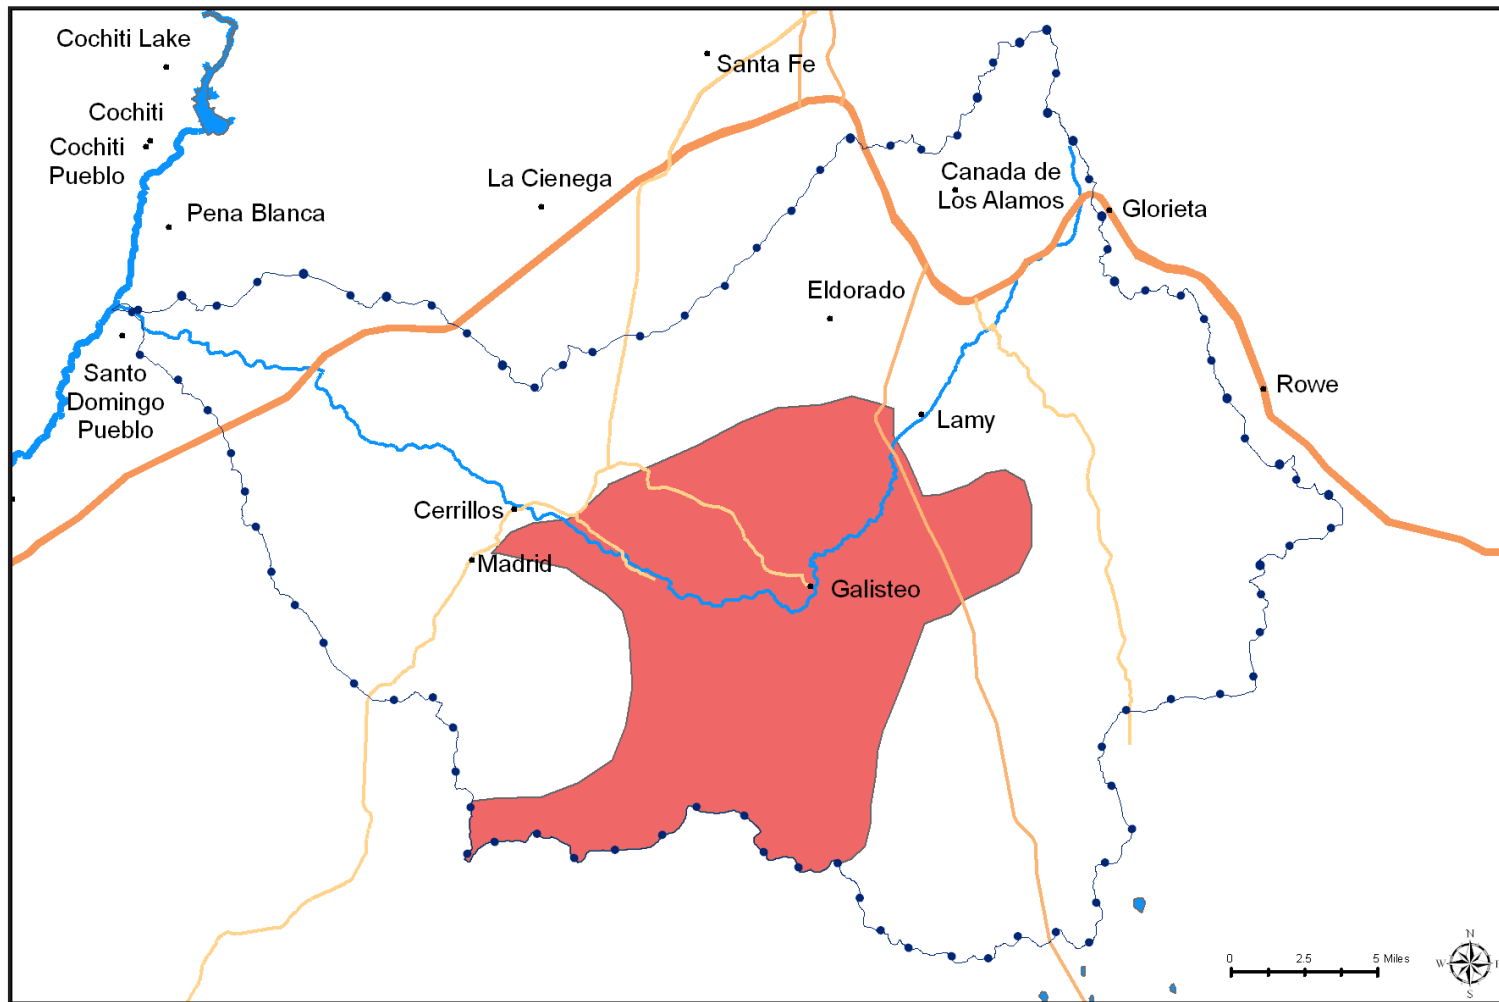 Cochiti Lake
Santa Fe
Cochiti
Cochiti
Pueblo
La Cienega
Canada de
Los Alamos
Glorieta
Pena Blanca
Eldorado
Santo
Domingo
Pueblo
Rowe
Lamy
Cerrillos
Madrid
Galisteo
0 2.5 5 Miles
N
W E
S